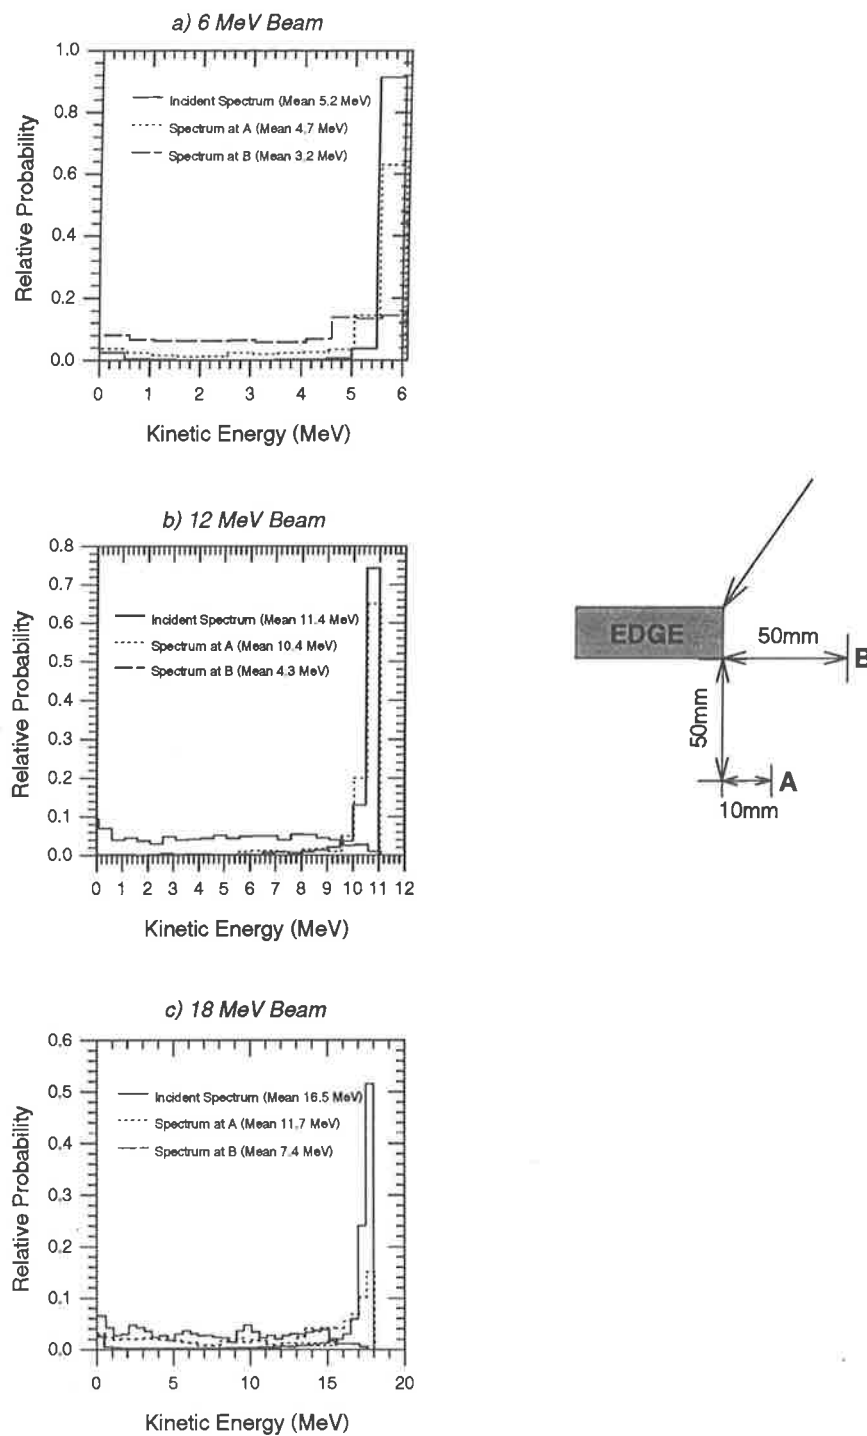 a) 6 MeV Beam
1.0
0.8
0.6
0.4
0.2
0.0
Relative Probability
Incident Spectrum (Mean 5.2 MeV)
Spectrum at A (Mean 4.7 MeV)
Spectrum at B (Mean 3.2 MeV)
0 1 2 3 4 5 6
Kinetic Energy (MeV)
b) 12 MeV Beam
0.8
0.7
0.6
0.5
0.4
0.3
0.2
0.1
0.0
Relative Probability
Incident Spectrum (Mean 11.4 MeV)
Spectrum at A (Mean 10.4 MeV)
Spectrum at B (Mean 4.3 MeV)
0 1 2 3 4 5 6 7 8 9 10 11 12
Kinetic Energy (MeV)
EDGE
50mm
B
50mm
A
10mm
c) 18 MeV Beam
0.6
0.5
0.4
0.3
0.2
0.1
0.0
Relative Probability
Incident Spectrum (Mean 16.5 MeV)
Spectrum at A (Mean 11.7 MeV)
Spectrum at B (Mean 7.4 MeV)
0 5 10 15 20
Kinetic Energy (MeV)